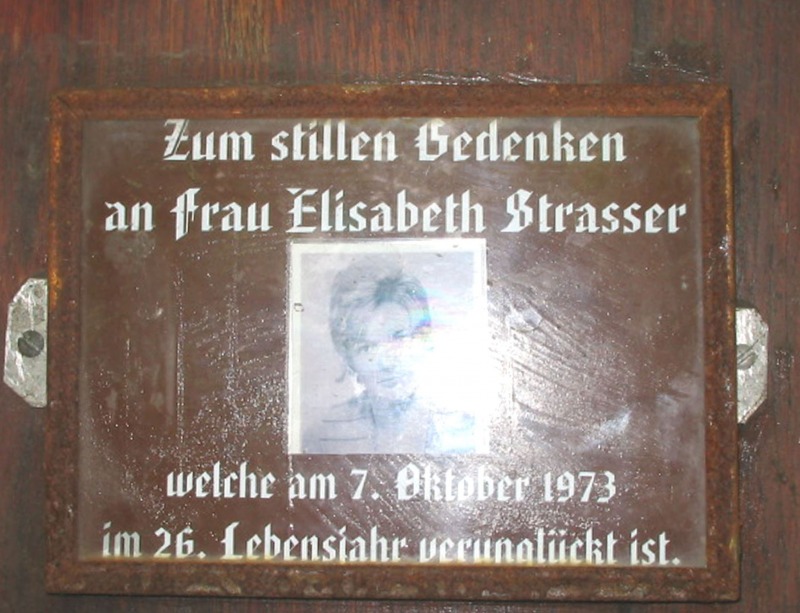 Zum stillen Gedenken
an Frau Elisabeth Strasser
welche am 7. Oktober 1973
im 26. Lebensjahr verunglückt ist.